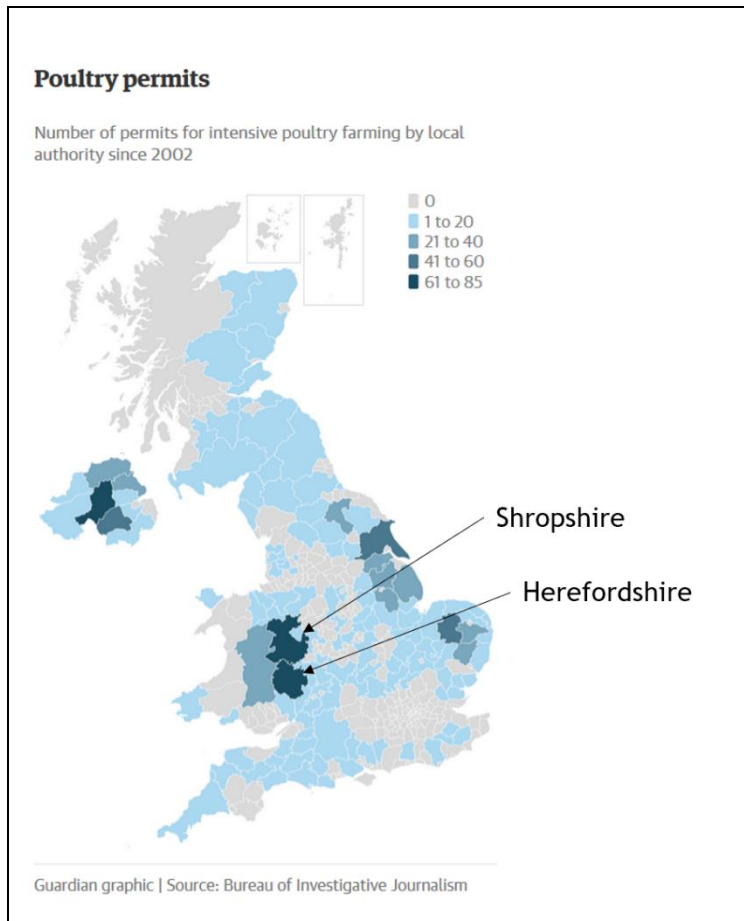 Poultry permits
Number of permits for intensive poultry farming by local
authority since 2002
0
1 to 20
21 to 40
41 to 60
61 to 85
Shropshire
Herefordshire
Guardian graphic | Source: Bureau of Investigative Journalism